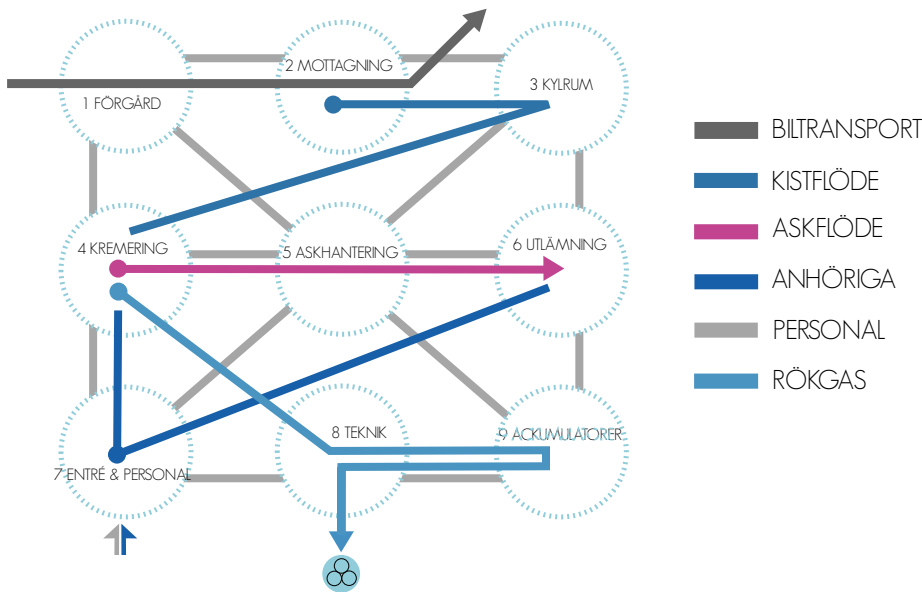 2 MOTTAGNING
3 KYLRUM
1 FÖRGÅRD
4 KREMERING
5 ASKHANTERING
6 UTLÄMNING
8 TEKNIK
9 ACKUMULATORER
7 ENTRÉ & PERSONAL
BILTRANSPORT
KISTFLÖDE
ASKFLÖDE
ANHÖRIGA
PERSONAL
RÖKGAS